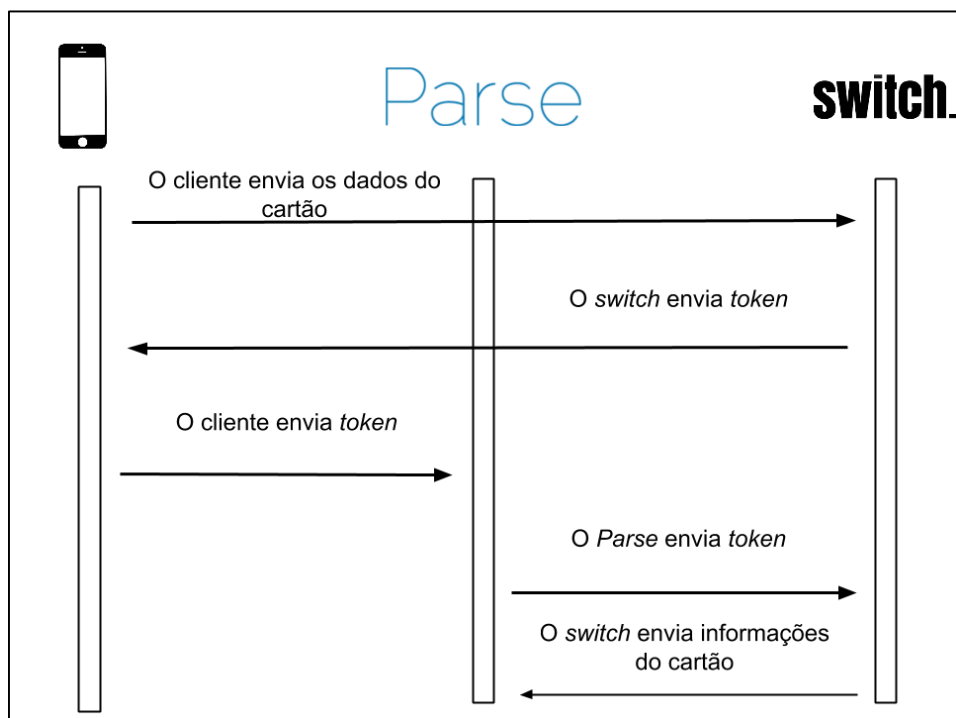 Parse
switch_
O cliente envia os dados do
cartão
O switch envia token
O cliente envia token
O Parse envia token
O switch envia informações
do cartão